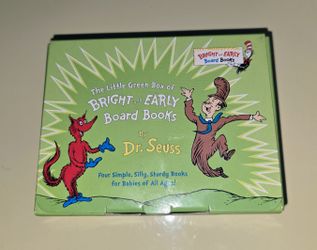 BRIGHT and EARLY
Board Books
The Little Green Box of
BRIGHT and EARLY
Board Books
by
Dr. Seuss
Four Simple, Silly, Sturdy Books
for Babies of All Ages!